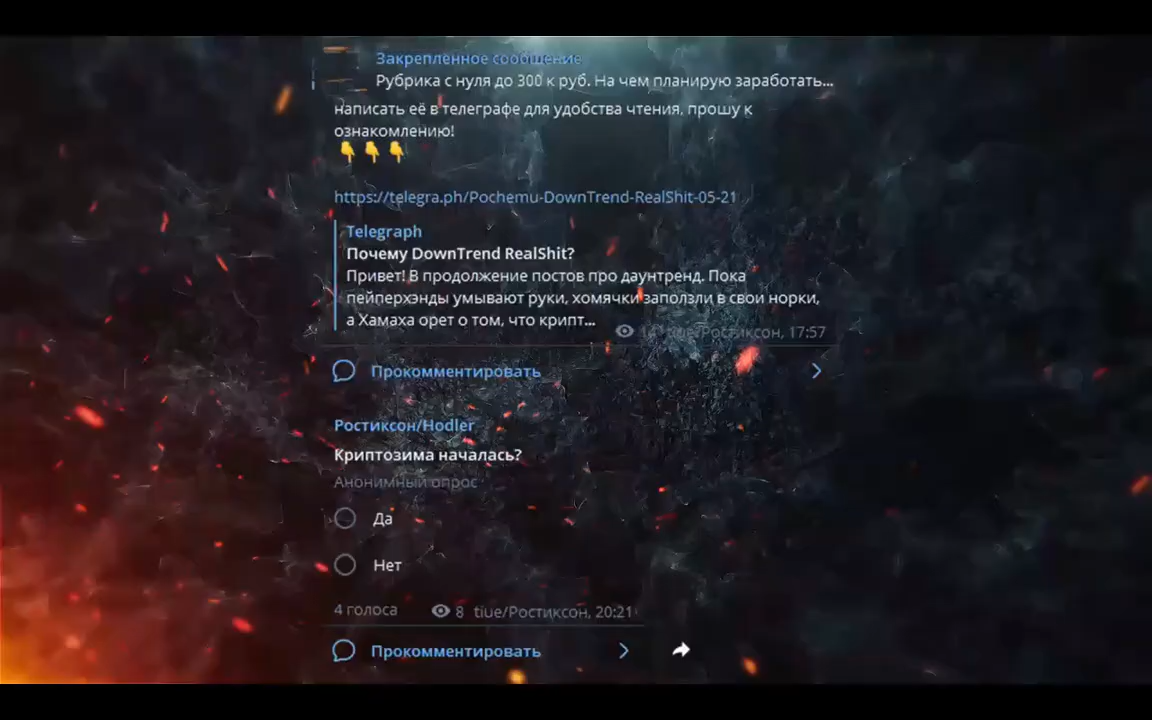 Закрепленное сообщение
Рубрика с нуля до 300 к руб. На чем планирую заработать...
написать её в телеграфе для удобства чтения, прошу к
ознакомлению!
👇👇👇
https://telegra.ph/Pochemu-DownTrend-RealShit-05-21
Telegraph
Почему DownTrend RealShit?
Привет! В продолжение постов про даунтренд. Пока
пейперхэнды умывают руки, хомячки заползли в свои норки,
а Хамаха орет о том, что крипт...
tiue/Ростиксон, 17:57
Прокомментировать
Ростиксон/Hodler
Криптозима началась?
Анонимный опрос
Да
Нет
4 голоса 8 tiue/Ростиксон, 20:21
Прокомментировать